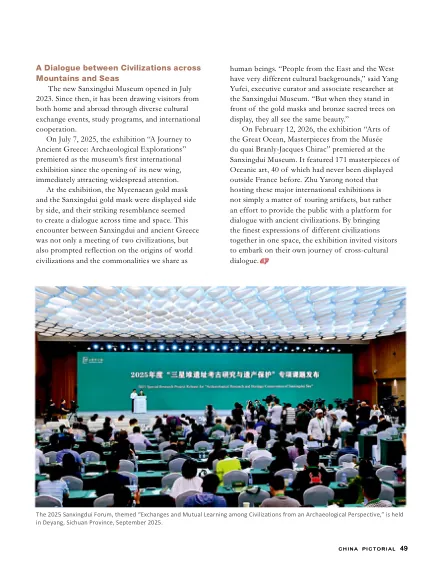 A Dialogue between Civilizations across
Mountains and Seas
The new Sanxingdui Museum opened in July
2023. Since then, it has been drawing visitors from
both home and abroad through diverse cultural
exchange events, study programs, and international
cooperation.
On July 7, 2025, the exhibition “A Journey to
Ancient Greece: Archaeological Explorations”
premiered as the museum’s first international
exhibition since the opening of its new wing,
immediately attracting widespread attention.
At the exhibition, the Mycenaean gold mask
and the Sanxingdui gold mask were displayed side
by side, and their striking resemblance seemed
to create a dialogue across time and space. This
encounter between Sanxingdui and ancient Greece
was not only a meeting of two civilizations, but
also prompted reflection on the origins of world
civilizations and the commonalities we share as
human beings. “People from the East and the West
have very different cultural backgrounds,” said Yang
Yufei, executive curator and associate researcher at
the Sanxingdui Museum. “But when they stand in
front of the gold masks and bronze sacred trees on
display, they all see the same beauty.”
On February 12, 2026, the exhibition “Arts of
the Great Ocean, Masterpieces from the Musée
du quai Branly-Jacques Chirac” premiered at the
Sanxingdui Museum. It featured 171 masterpieces of
Oceanic art, 40 of which had never been displayed
outside France before. Zhu Yarong noted that
hosting these major international exhibitions is
not simply a matter of touring artifacts, but rather
an effort to provide the public with a platform for
dialogue with ancient civilizations. By bringing
the finest expressions of different civilizations
together in one space, the exhibition invited visitors
to embark on their own journey of cross-cultural
dialogue.
2025年度“三星堆遗址考古研究与遗产保护”专项课题发布
The 2025 Sanxingdui Forum, themed “Exchanges and Mutual Learning among Civilizations from an Archaeological Perspective,” is held
in Deyang, Sichuan Province, September 2025.
CHINA PICTORIAL 49